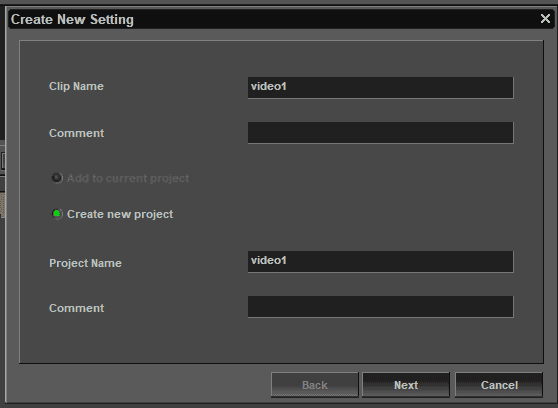 Create New Setting
Clip Name
video1
Comment
Add to current project
Create new project
Project Name
video1
Comment
Back
Next
Cancel